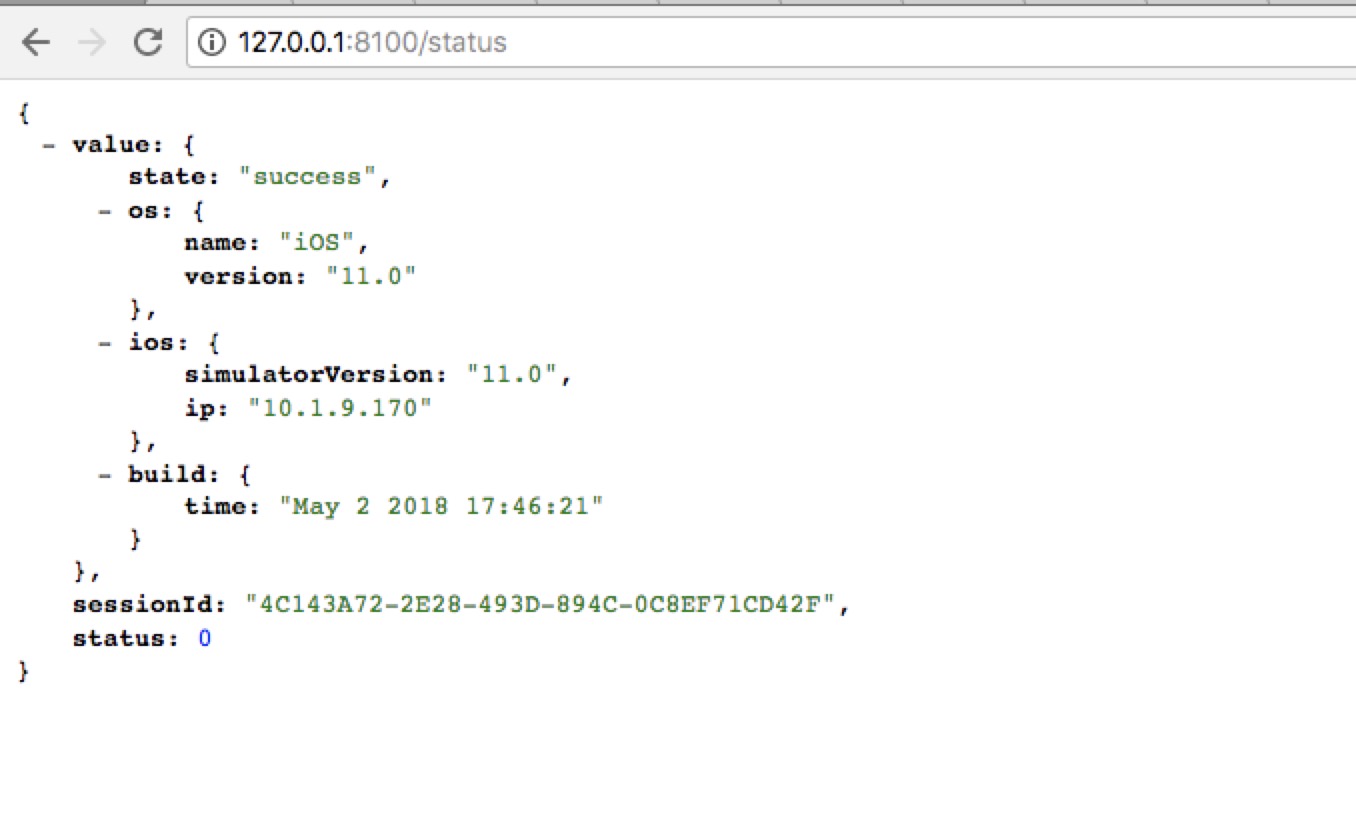 127.0.0.1:8100/status
{
- value: {
state: "success",
- os: {
name: "iOS",
version: "11.0"
},
- ios: {
simulatorVersion: "11.0",
ip: "10.1.9.170"
},
- build: {
time: "May 2 2018 17:46:21"
}
},
sessionId: "4C143A72-2E28-493D-894C-0C8EF71CD42F",
status: 0
}